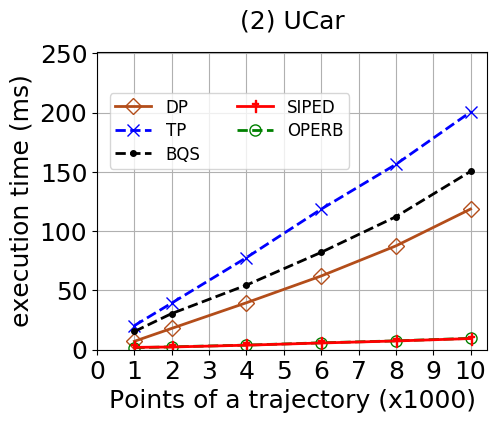 (2) UCar
execution time (ms)
250
200
150
100
50
0
DP
TP
BQS
SIPED
OPERB
0 1 2 3 4 5 6 7 8 9 10
Points of a trajectory (x1000)